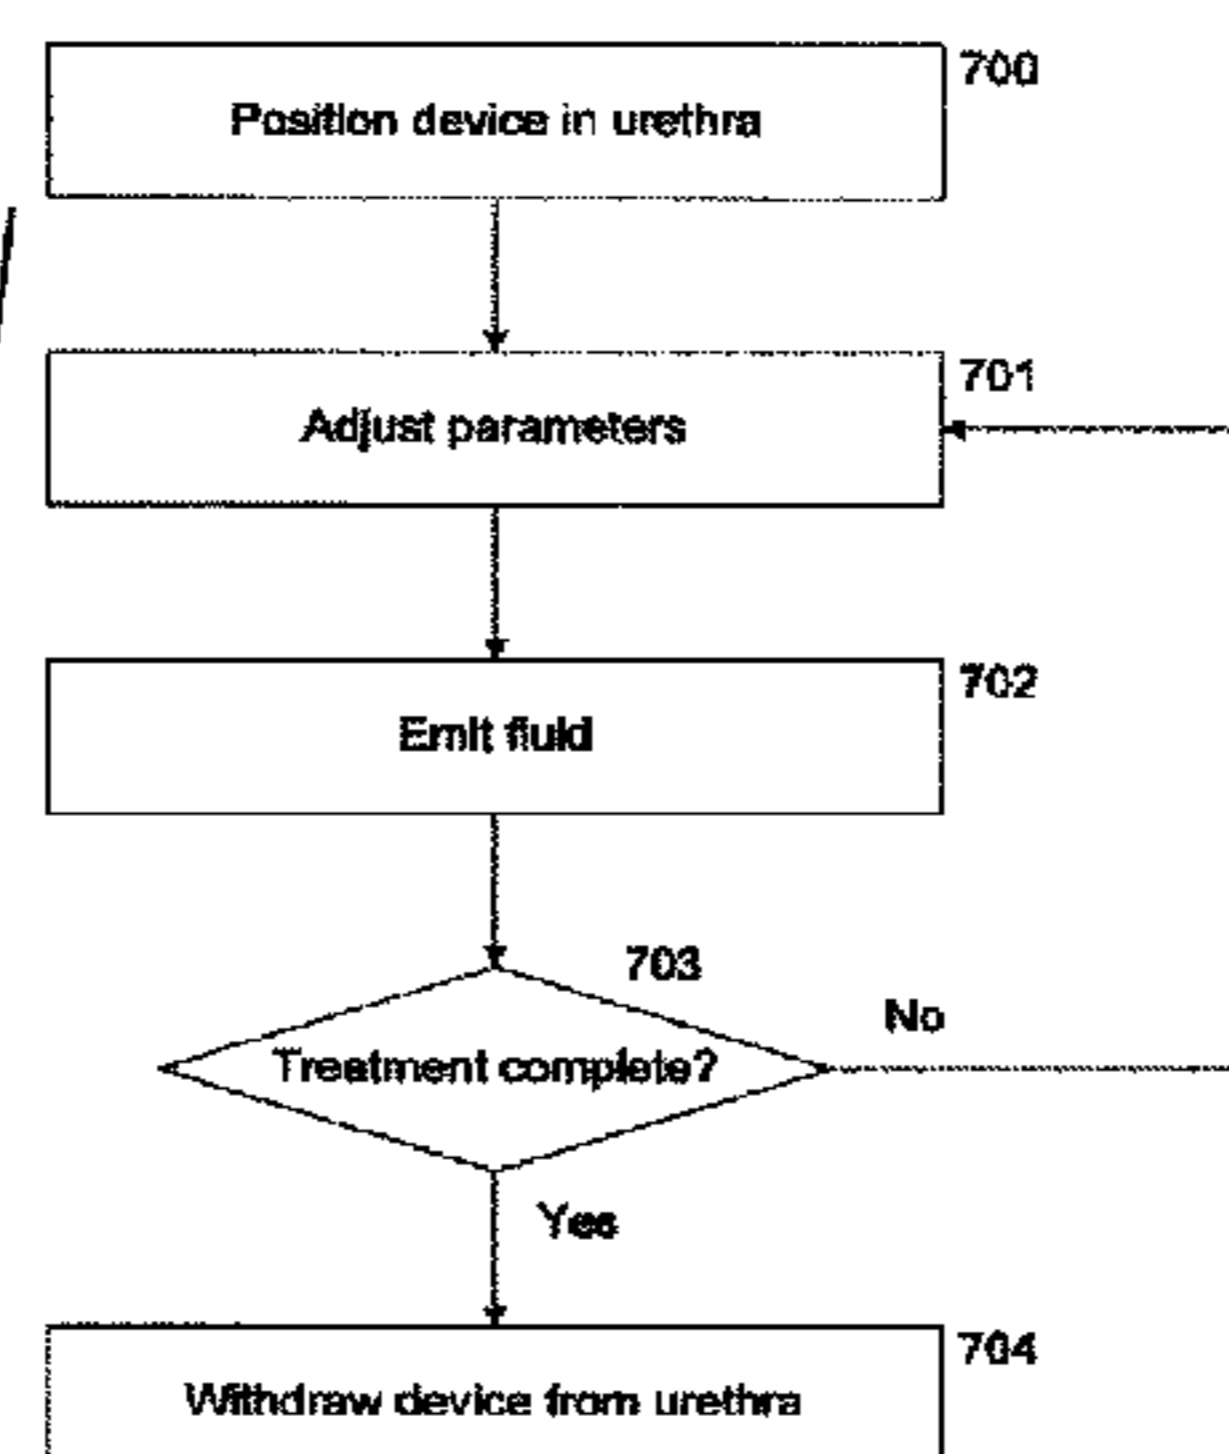 700
Position device in urethra
701
Adjust parameters
702
Emit fluid
703
Treatment complete?
No
Yes
704
Withdraw device from urethra